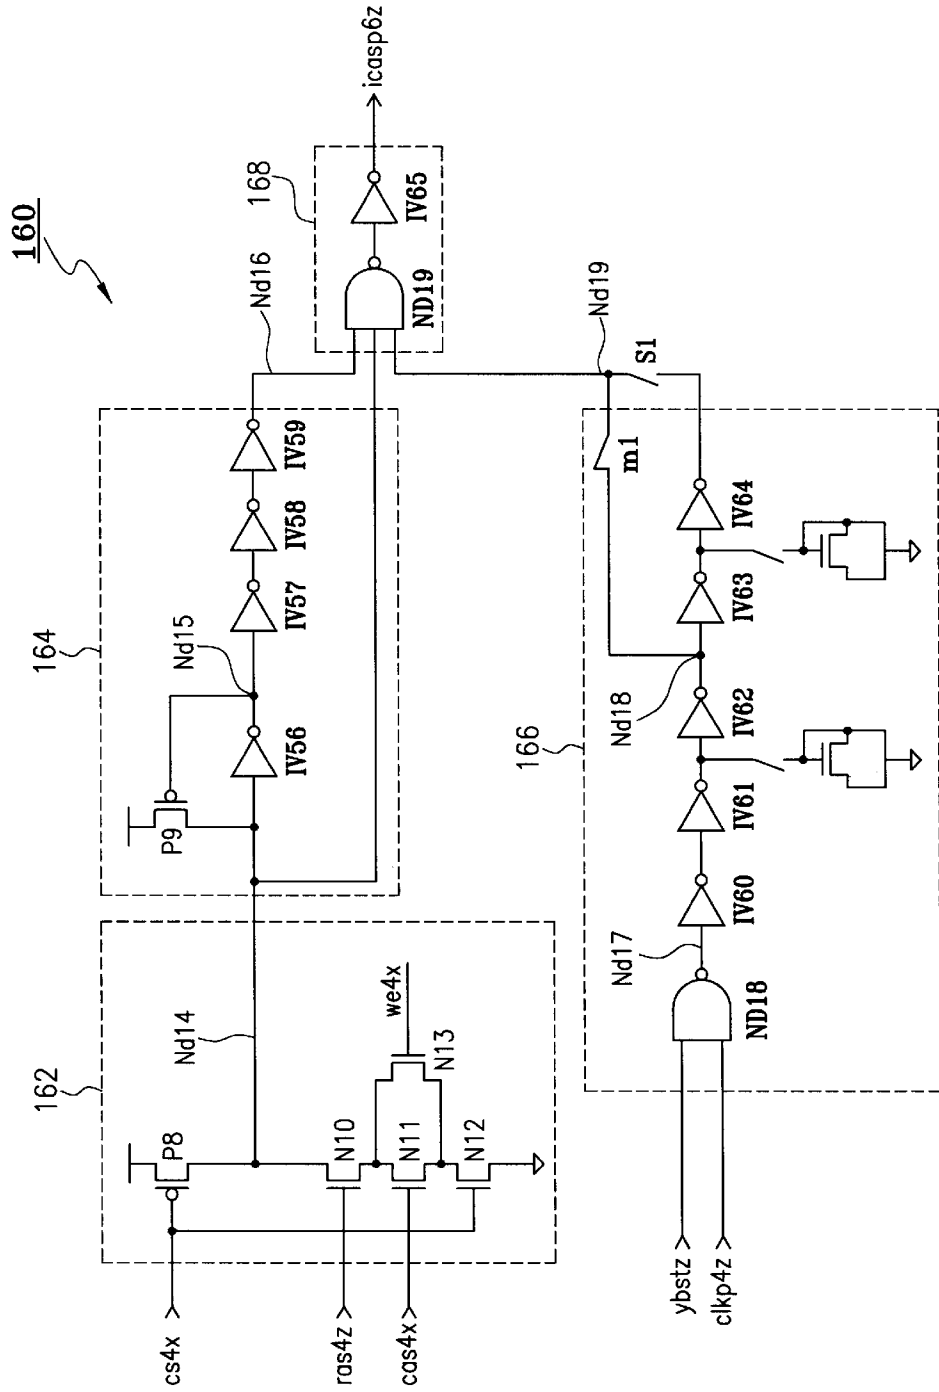 160
icasp6z
168
IV65
ND19
Nd16
Nd19
S1
164
IV59
IV58
IV57
Nd15
IV56
P9
m1
166
IV64
IV63
Nd18
IV62
IV61
IV60
Nd17
ND18
162
Nd14
we4x
P8
N10
N11
N12
N13
cs4x
ras4z
cas4x
ybstz
clkp4z